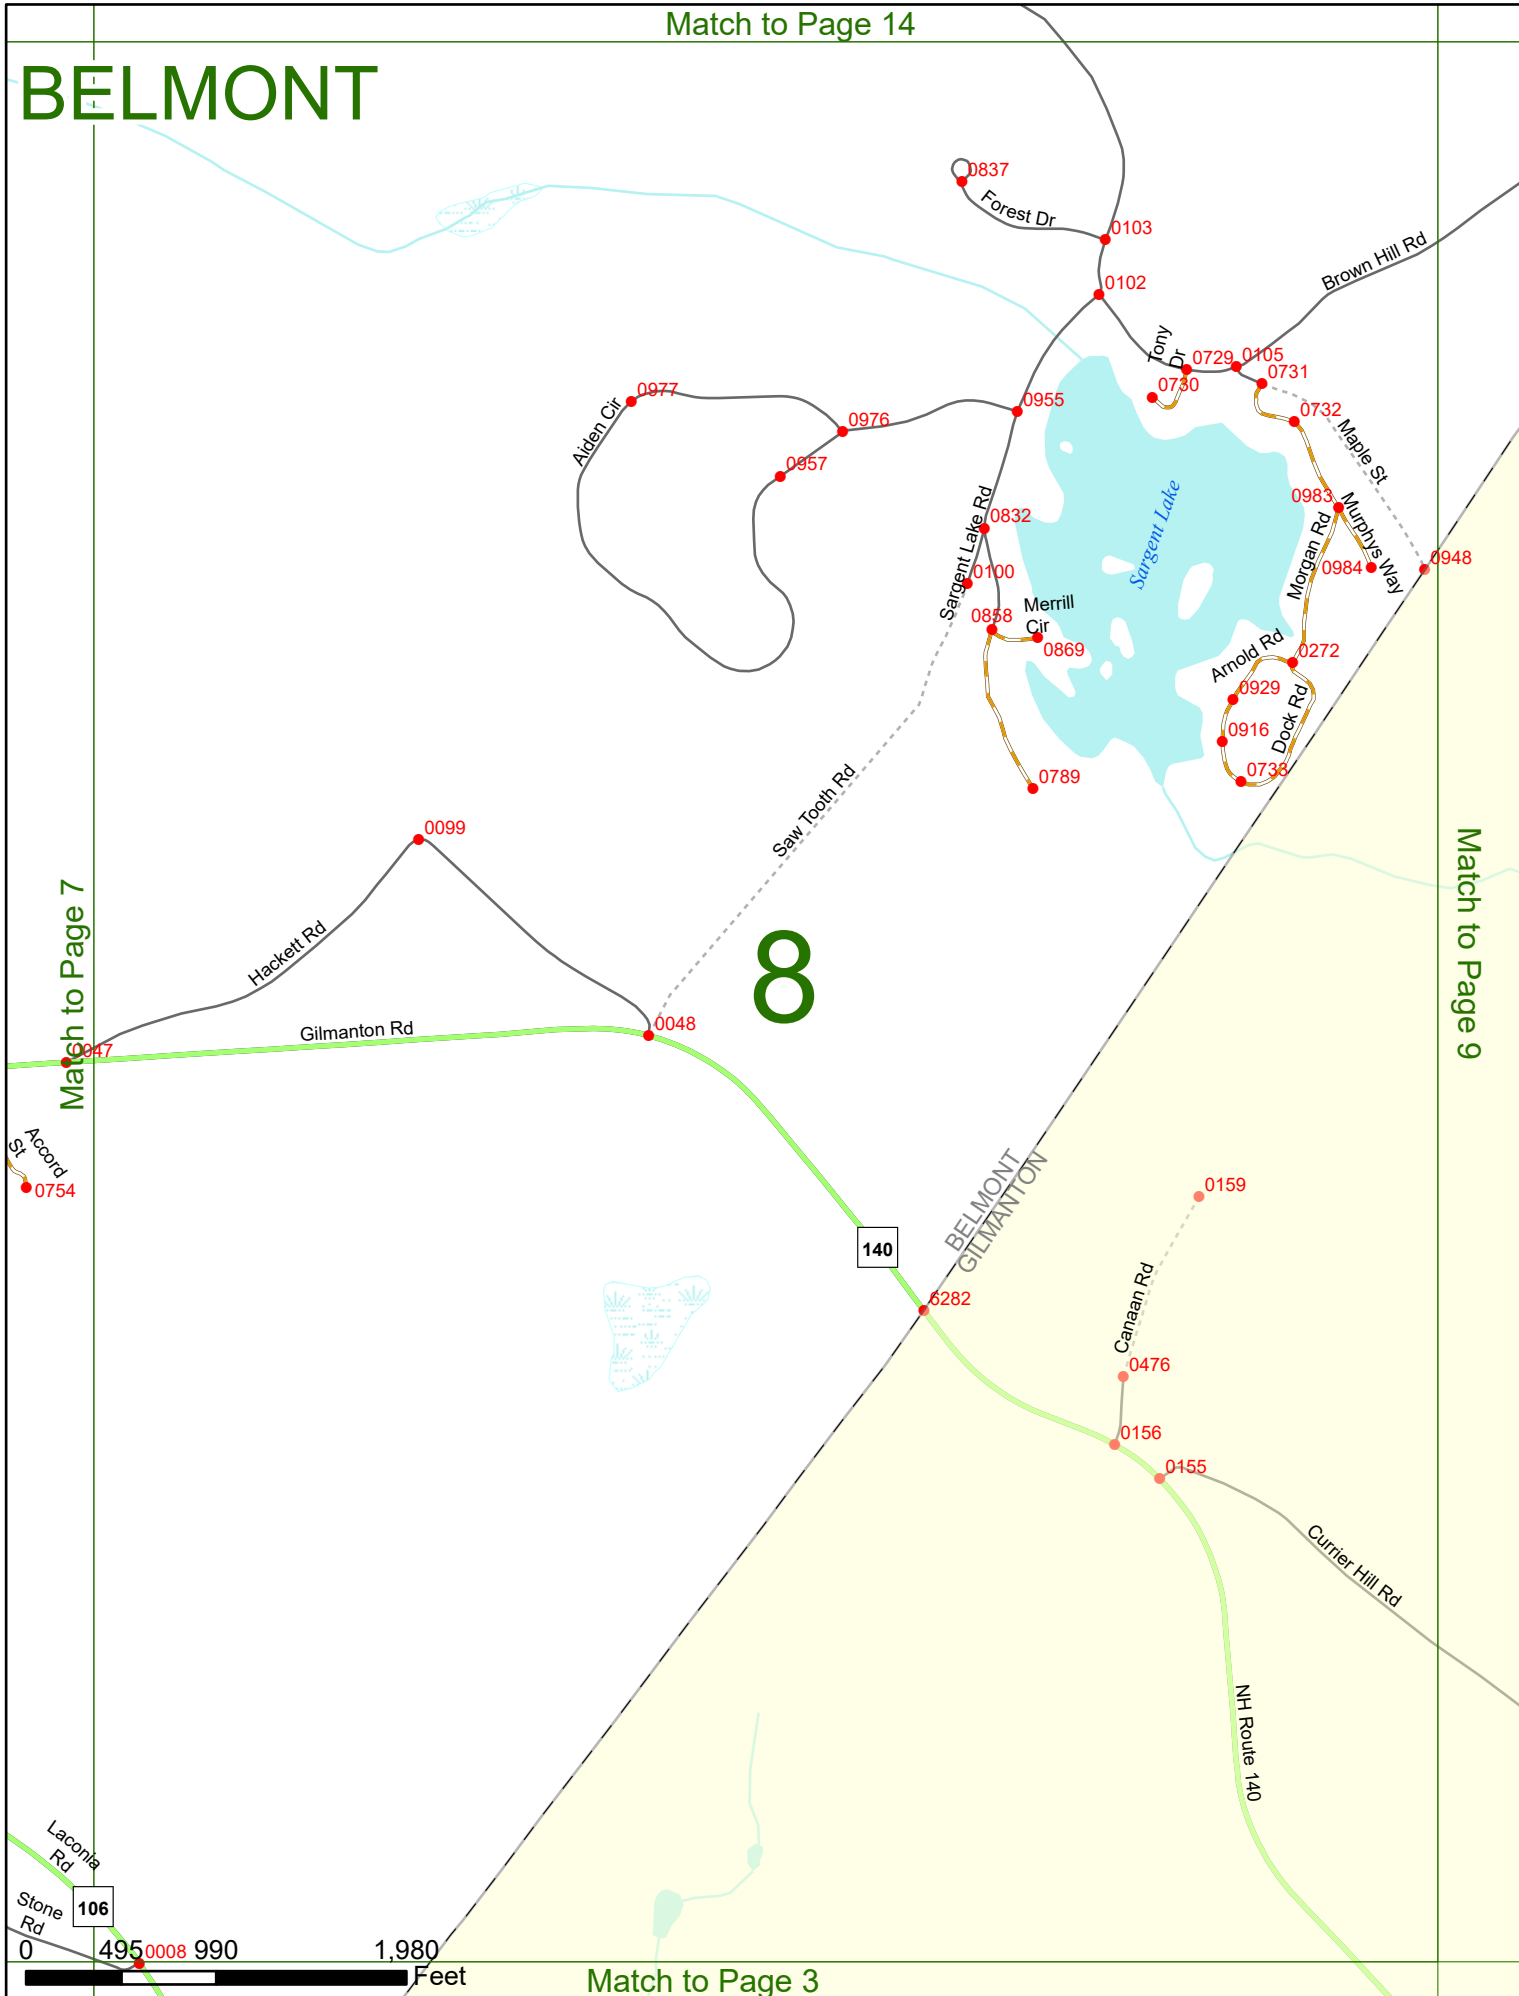 Match to Page 14
BELMONT
0837
Forest Dr
0103
Brown Hill Rd
0102
Tony
Dr
0729
0105
0731
0730
0977
0955
0732
Aiden Cir
0976
Maple St
0957
Sargent Lake
0983
Murphys Way
Sargent Lake Rd
0832
Morgan Rd
0984
0948
0100
Merrill
Cir
0858
0869
Arnold Rd
0272
0929
Dock Rd
0916
0733
0789
Saw Tooth Rd
0099
Match to Page 7
Match to Page 9
Hackett Rd
8
Gilmanton Rd
0048
0047
Accord
St
0754
BELMONT
GILMANTON
0159
140
6282
Canaan Rd
0476
0156
0155
Currier Hill Rd
NH Route 140
Laconia
Rd
106
Stone
Rd
0008
0 495 990 1,980
Feet
Match to Page 3